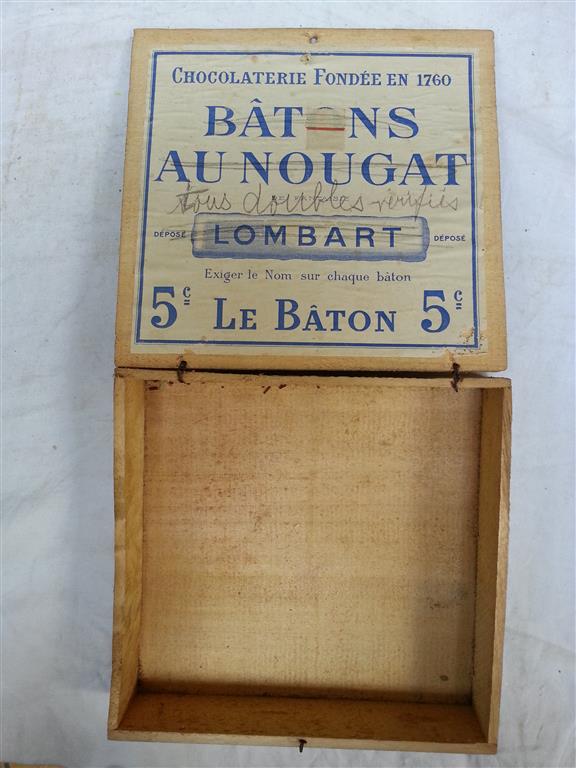 CHOCOLATERIE FONDÉE EN 1760
BÂTONS
AU NOUGAT
tous doubles vérifiés
DÉPOSÉ LOMBART DÉPOSÉ
Exiger le Nom sur chaque bâton
5c LE BÂTON 5c